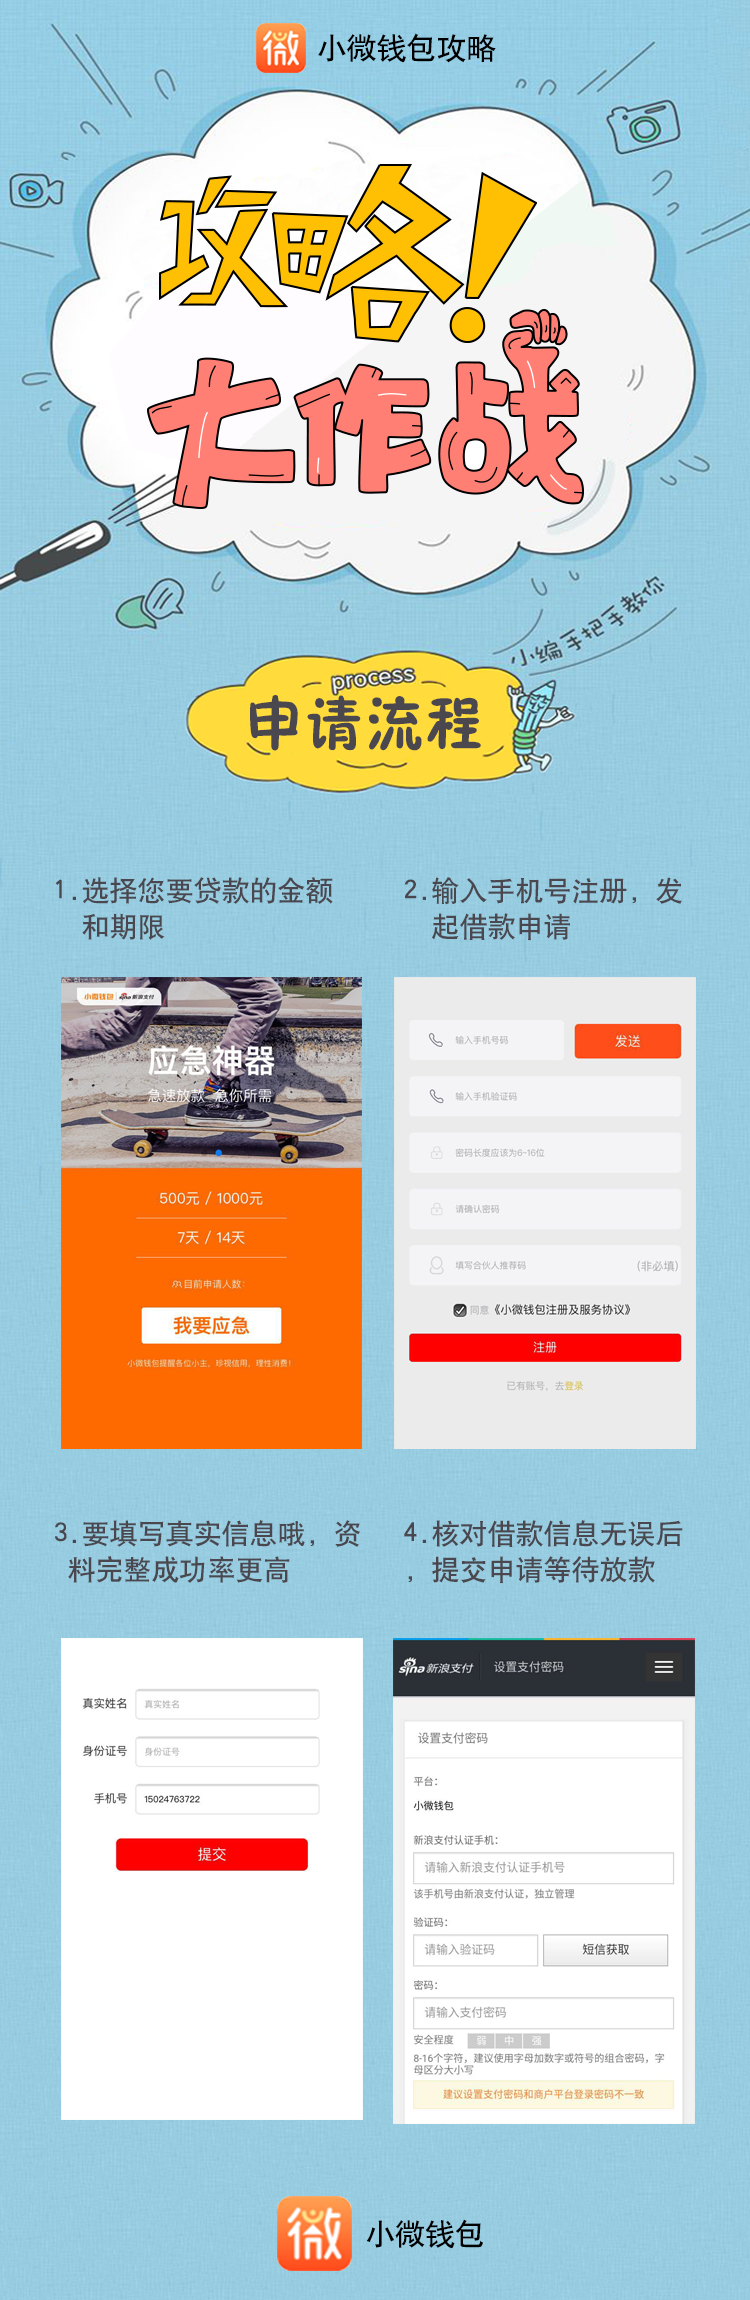 微 小微钱包攻略
攻略!
大作战
小编手把手教你
process
申请流程
1.选择您要贷款的金额
和期限
2.输入手机号注册，发
起借款申请
小微钱包 sina新浪支付
应急神器
急速放款 急你所需
500元 / 1000元
7天 / 14天
目前申请人数：
我要应急
小微钱包提醒各位小主，珍视信用，理性消费！
输入手机号码
发送
输入手机验证码
密码长度应该为6-16位
请确认密码
填写合伙人推荐码 (非必填)
同意《小微钱包注册及服务协议》
注册
已有账号，去登录
3.要填写真实信息哦，资
料完整成功率更高
4.核对借款信息无误后
，提交申请等待放款
真实姓名 真实姓名
身份证号 身份证号
手机号 15024763722
提交
sina新浪支付 设置支付密码
设置支付密码
平台：
小微钱包
新浪支付认证手机：
请输入新浪支付认证手机号
该手机号由新浪支付认证，独立管理
验证码：
请输入验证码 短信获取
密码：
请输入支付密码
安全程度 弱 中 强
8-16个字符，建议使用字母加数字或符号的组合密码，字
母区分大小写
建议设置支付密码和商户平台登录密码不一致
微 小微钱包